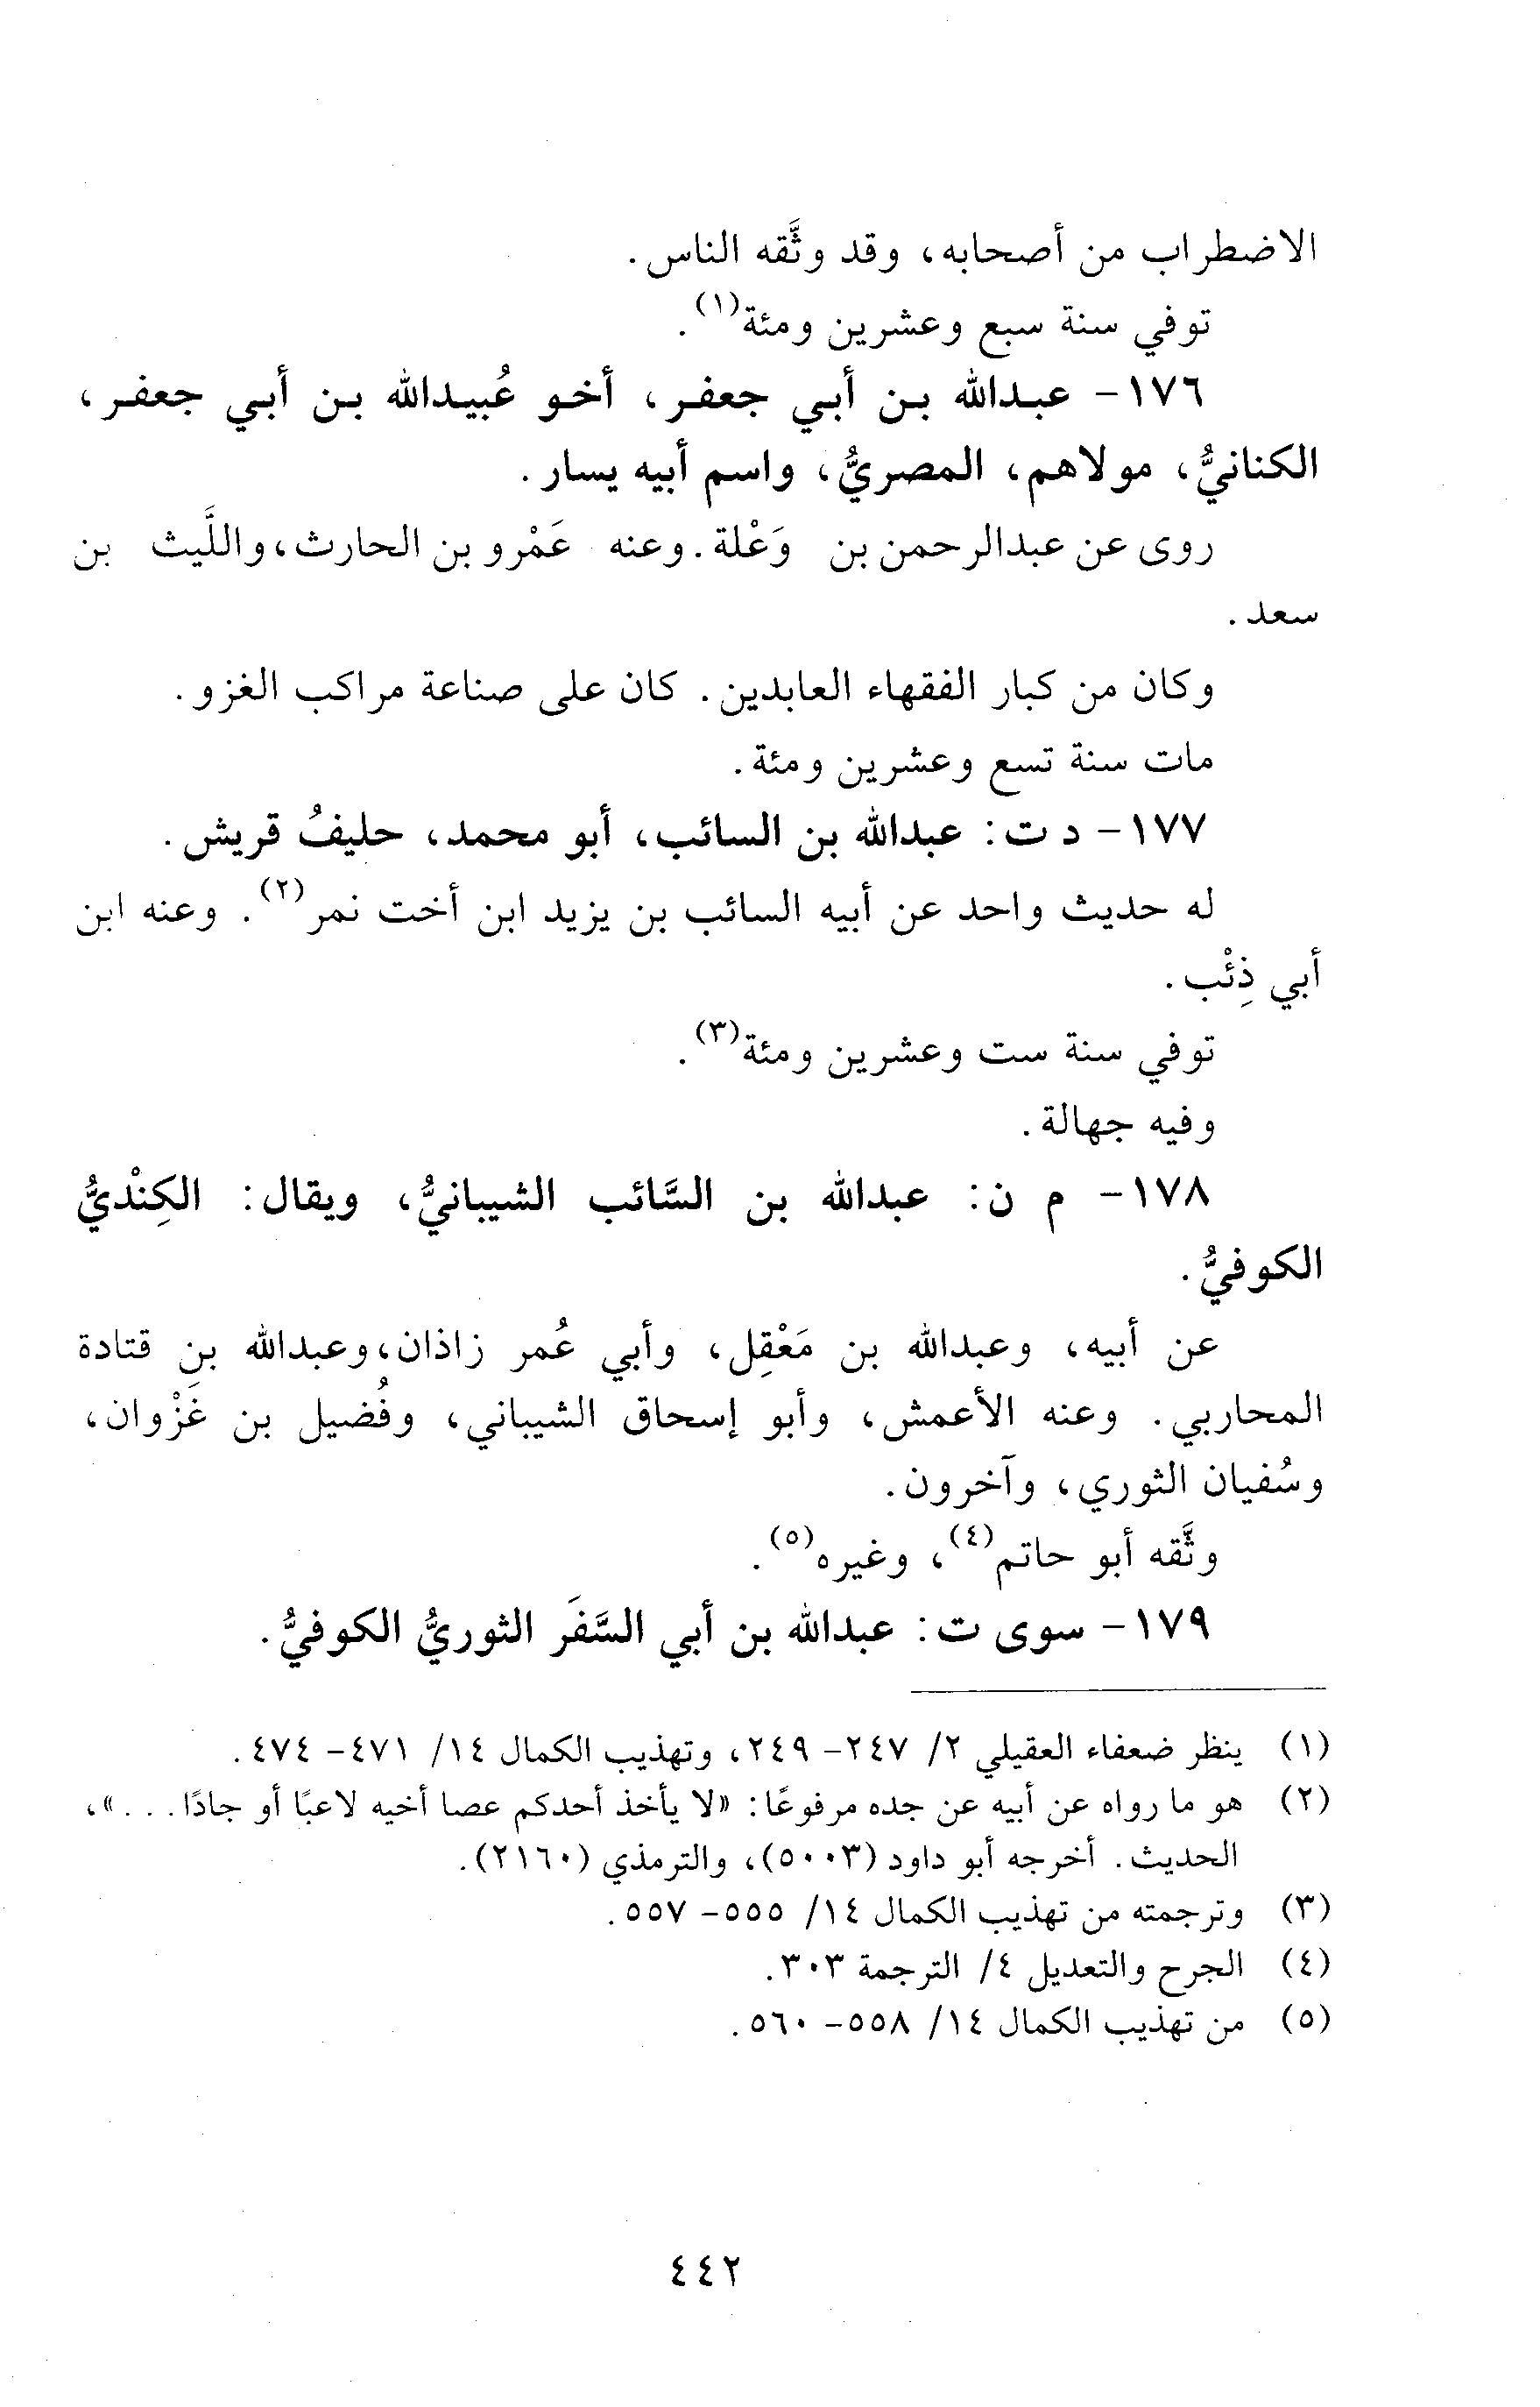 الاضطراب من أصحابه، وقد وثَّقه الناس.
توفي سنة سبع وعشرين ومئة(١).
١٧٦- عبدالله بن أبي جعفر، أخو عُبيدالله بن أبي جعفر،
الكنانيُّ، مولاهم، المصريُّ، واسم أبيه يسار.
روى عن عبدالرحمن بن وَعْلة. وعنه عَمْرو بن الحارث، واللَّيث بن
سعد.
وكان من كبار الفقهاء العابدين. كان على صناعة مراكب الغزو.
مات سنة تسع وعشرين ومئة.
١٧٧- د ت: عبدالله بن السائب، أبو محمد، حليفُ قريش.
له حديث واحد عن أبيه السائب بن يزيد ابن أخت نمر(٢). وعنه ابن
أبي ذِئْب.
توفي سنة ست وعشرين ومئة(٣).
وفيه جهالة.
١٧٨- م ن: عبدالله بن السَّائب الشيبانيُّ، ويقال: الكِنْديُّ
الكوفيُّ.
عن أبيه، وعبدالله بن مَعْقِل، وأبي عُمر زاذان، وعبدالله بن قتادة
المحاربي. وعنه الأعمش، وأبو إسحاق الشيباني، وفُضيل بن غَزْوان،
وسُفيان الثوري، وآخرون.
وثَّقه أبو حاتم(٤)، وغيره(٥).
١٧٩- سوى ت: عبدالله بن أبي السَّفَر الثوريُّ الكوفيُّ.
(١) ينظر ضعفاء العقيلي ٢/ ٢٤٧- ٢٤٩، وتهذيب الكمال ١٤/ ٤٧١- ٤٧٤.
(٢) هو ما رواه عن أبيه عن جده مرفوعًا: «لا يأخذ أحدكم عصا أخيه لاعبًا أو جادًا...»،
الحديث. أخرجه أبو داود (٥٠٠٣)، والترمذي (٢١٦٠).
(٣) وترجمته من تهذيب الكمال ١٤/ ٥٥٥- ٥٥٧.
(٤) الجرح والتعديل ٤/ الترجمة ٣٠٣.
(٥) من تهذيب الكمال ١٤/ ٥٥٨- ٥٦٠.
٤٤٢